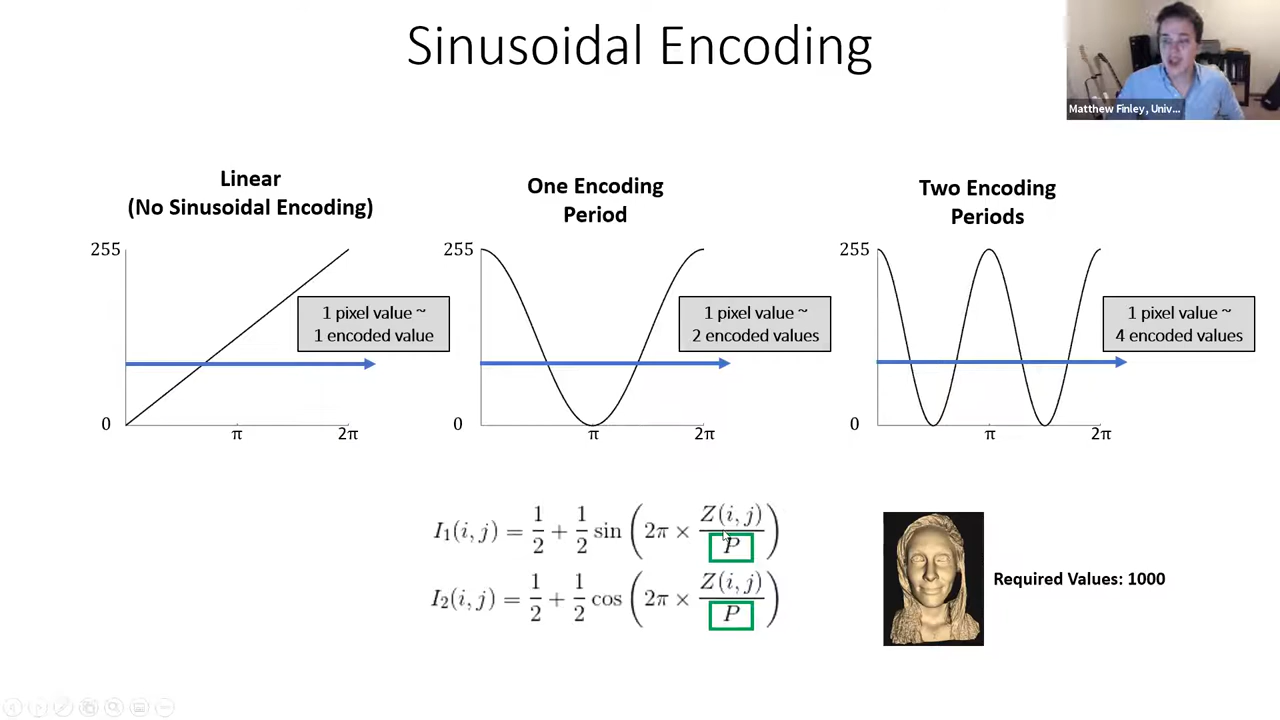 Sinusoidal Encoding
Matthew Finley, Univ...
Linear
(No Sinusoidal Encoding)
255
1 pixel value ~
1 encoded value
0
π
2π
One Encoding
Period
255
1 pixel value ~
2 encoded values
0
π
2π
Two Encoding
Periods
255
1 pixel value ~
4 encoded values
0
π
2π
I₁(i, j) = 1/2 + 1/2 sin (2π × Z(i, j)/P)
I₂(i, j) = 1/2 + 1/2 cos (2π × Z(i, j)/P)
Required Values: 1000